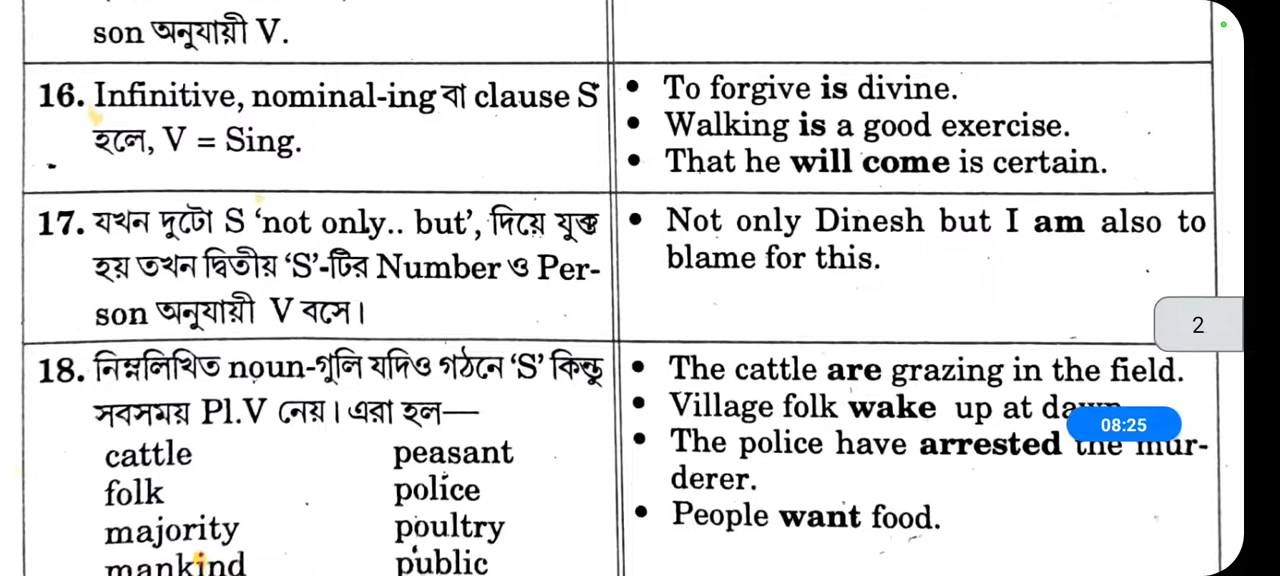 son অনুযায়ী V.
16. Infinitive, nominal-ing বা clause S
হলে, V = Sing.
• To forgive is divine.
• Walking is a good exercise.
• That he will come is certain.
17. যখন দুটো S ‘not only.. but’, দিয়ে যুক্ত
হয় তখন দ্বিতীয় ‘S’-টির Number ও Per-
son অনুযায়ী V বসে।
• Not only Dinesh but I am also to
blame for this.
2
18. নিম্নলিখিত noun-গুলি যদিও গঠনে ‘S’ কিন্তু
সবসময় Pl.V নেয়। এরা হল—
cattle peasant
folk police
majority poultry
mankind public
• The cattle are grazing in the field.
• Village folk wake up at dawn.
08:25
• The police have arrested the mur-
derer.
• People want food.